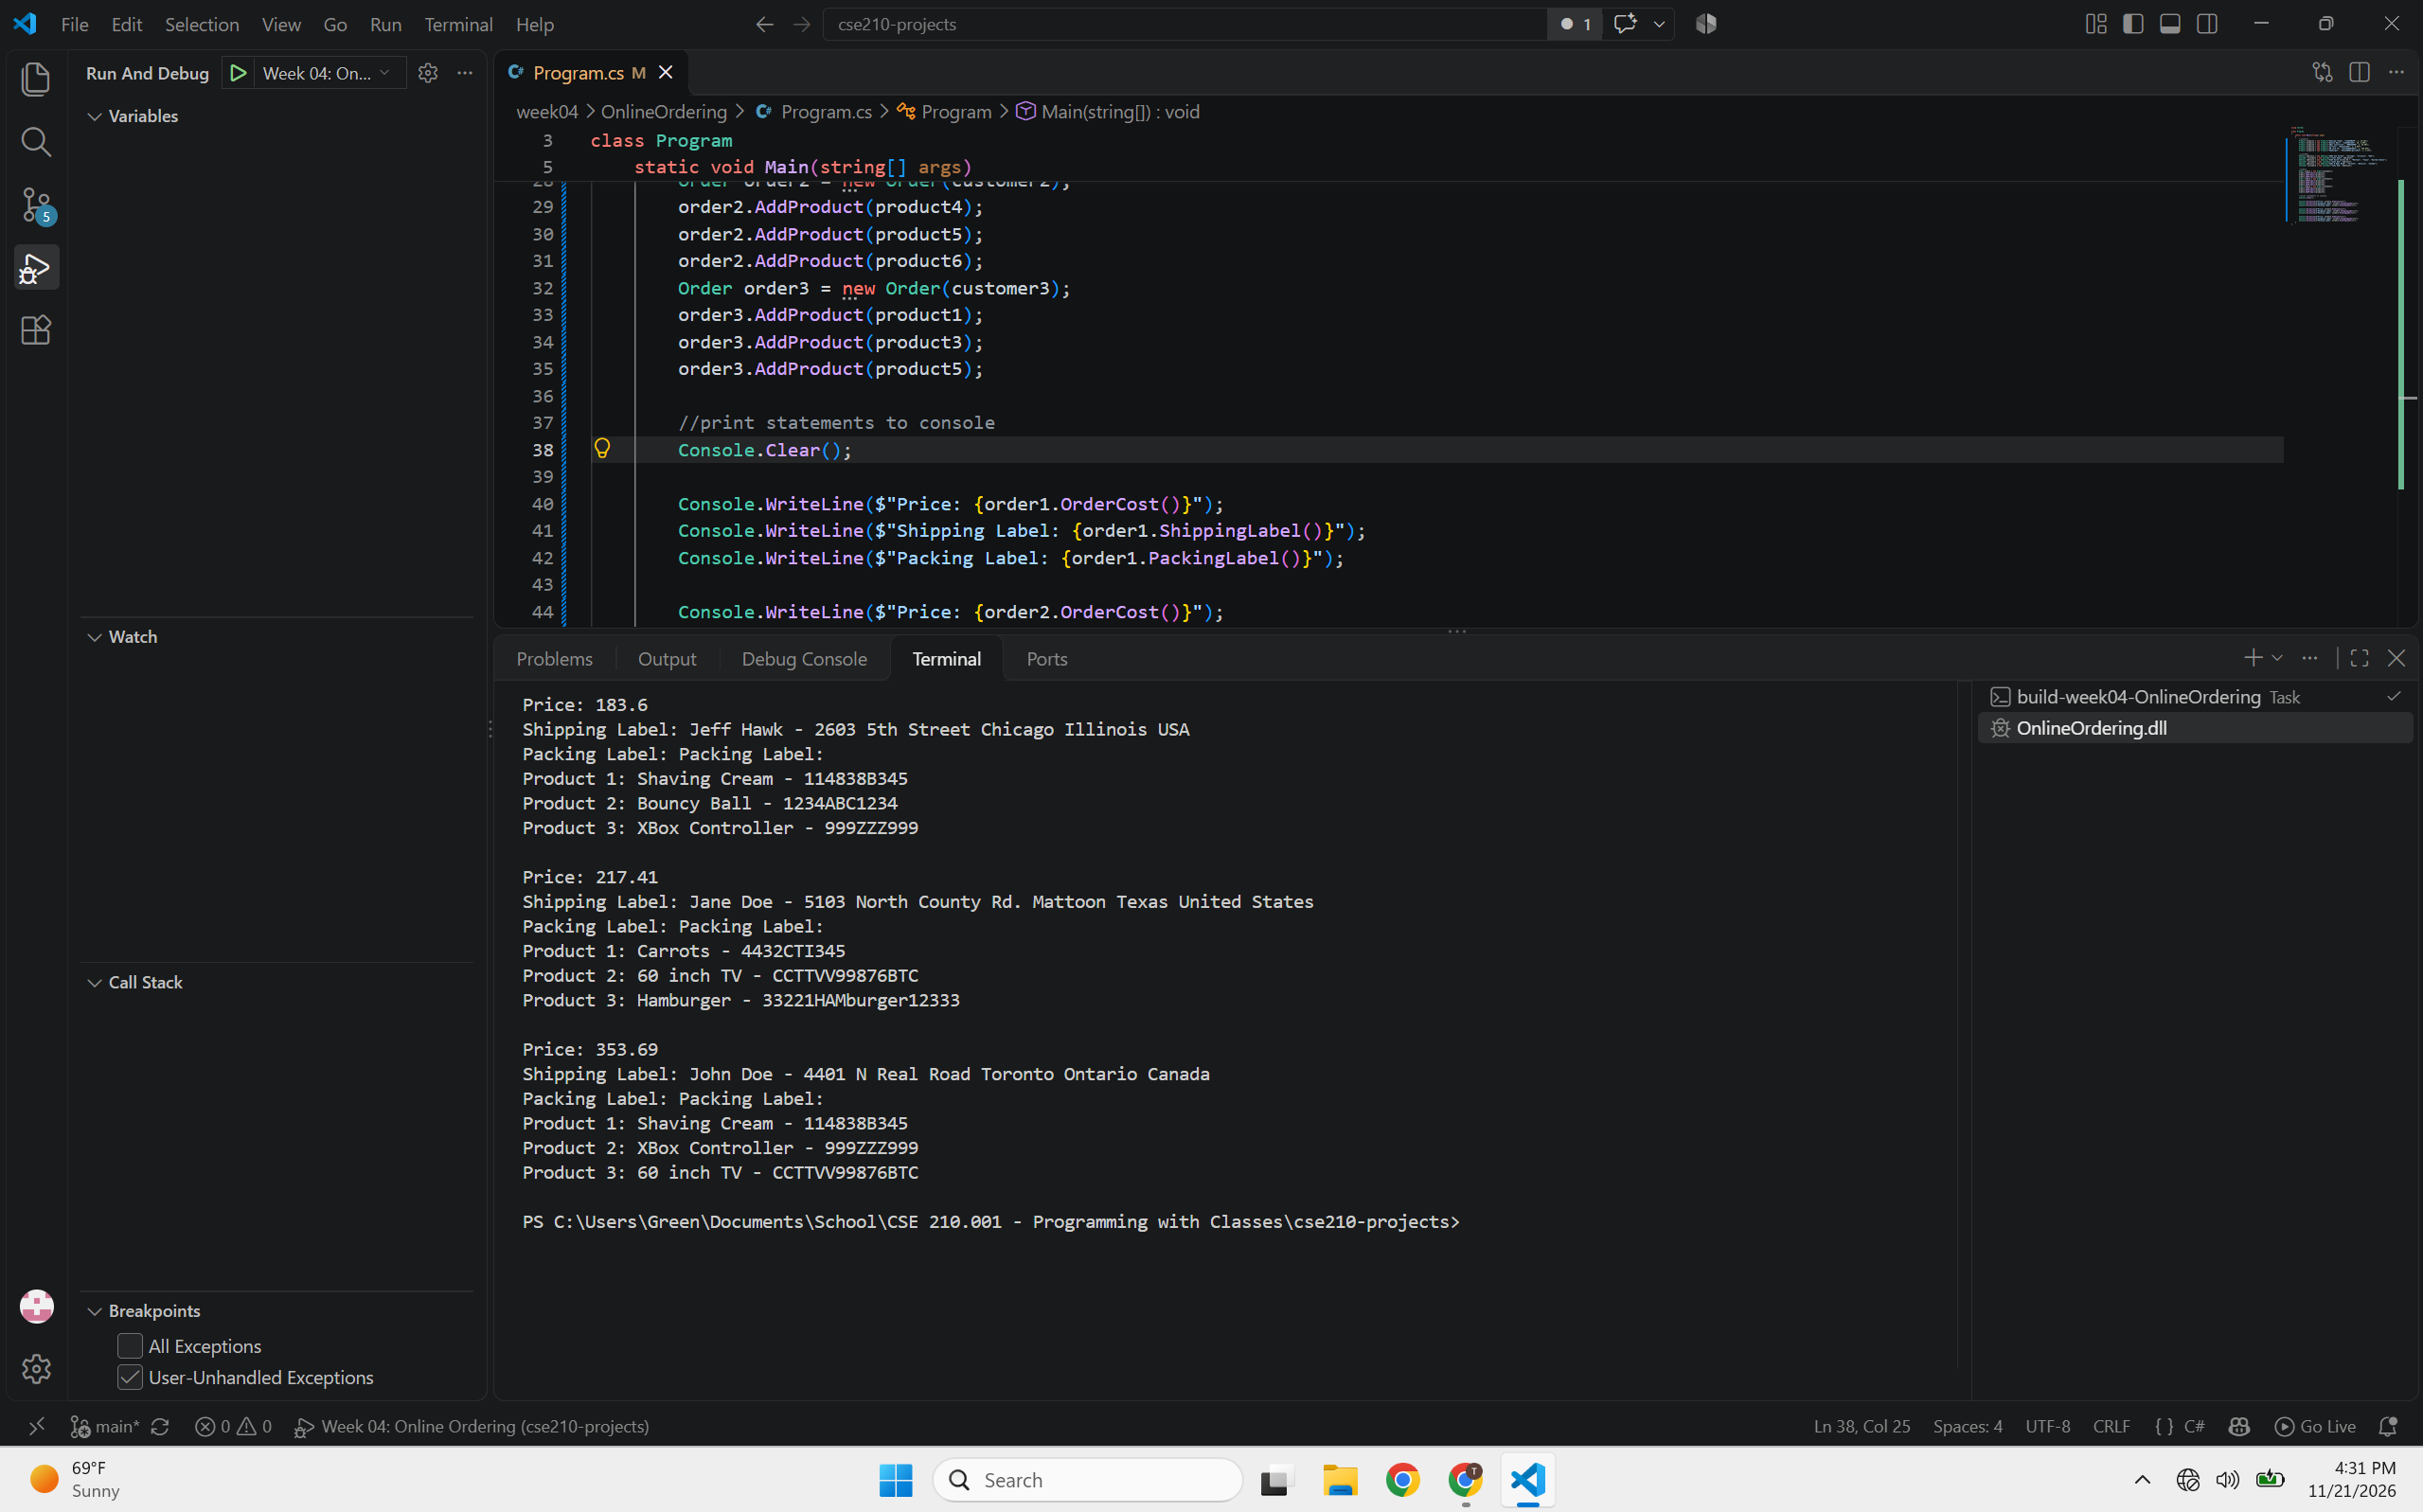 File Edit Selection View Go Run Terminal Help
cse210-projects
1
Run And Debug
Week 04: On...
Program.cs M
week04 > OnlineOrdering > Program.cs > Program > Main(string[]) : void
Variables
3 class Program
5 static void Main(string[] args)
28 Order order2 = new Order(customer2);
29 order2.AddProduct(product4);
30 order2.AddProduct(product5);
31 order2.AddProduct(product6);
32 Order order3 = new Order(customer3);
33 order3.AddProduct(product1);
34 order3.AddProduct(product3);
35 order3.AddProduct(product5);
36
37 //print statements to console
38 Console.Clear();
39
40 Console.WriteLine($"Price: {order1.OrderCost()}");
41 Console.WriteLine($"Shipping Label: {order1.ShippingLabel()}");
42 Console.WriteLine($"Packing Label: {order1.PackingLabel()}");
43
44 Console.WriteLine($"Price: {order2.OrderCost()}");
5
Watch
Call Stack
Breakpoints
All Exceptions
User-Unhandled Exceptions
Problems Output Debug Console Terminal Ports
Price: 183.6
Shipping Label: Jeff Hawk - 2603 5th Street Chicago Illinois USA
Packing Label: Packing Label:
Product 1: Shaving Cream - 114838B345
Product 2: Bouncy Ball - 1234ABC1234
Product 3: XBox Controller - 999ZZZ999
Price: 217.41
Shipping Label: Jane Doe - 5103 North County Rd. Mattoon Texas United States
Packing Label: Packing Label:
Product 1: Carrots - 4432CTI345
Product 2: 60 inch TV - CCTTVV99876BTC
Product 3: Hamburger - 33221HAMburger12333
Price: 353.69
Shipping Label: John Doe - 4401 N Real Road Toronto Ontario Canada
Packing Label: Packing Label:
Product 1: Shaving Cream - 114838B345
Product 2: XBox Controller - 999ZZZ999
Product 3: 60 inch TV - CCTTVV99876BTC
PS C:\Users\Green\Documents\School\CSE 210.001 - Programming with Classes\cse210-projects>
build-week04-OnlineOrdering Task
OnlineOrdering.dll
main* 0 0 Week 04: Online Ordering (cse210-projects)
Ln 38, Col 25 Spaces: 4 UTF-8 CRLF { } C# Go Live
69°F
Sunny
Search
T
4:31 PM
11/21/2026